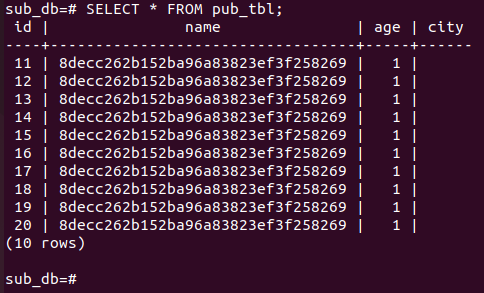 sub_db=# SELECT * FROM pub_tbl;
 id |               name               | age | city
----+----------------------------------+-----+------
 11 | 8decc262b152ba96a83823ef3f258269 |   1 |
 12 | 8decc262b152ba96a83823ef3f258269 |   1 |
 13 | 8decc262b152ba96a83823ef3f258269 |   1 |
 14 | 8decc262b152ba96a83823ef3f258269 |   1 |
 15 | 8decc262b152ba96a83823ef3f258269 |   1 |
 16 | 8decc262b152ba96a83823ef3f258269 |   1 |
 17 | 8decc262b152ba96a83823ef3f258269 |   1 |
 18 | 8decc262b152ba96a83823ef3f258269 |   1 |
 19 | 8decc262b152ba96a83823ef3f258269 |   1 |
 20 | 8decc262b152ba96a83823ef3f258269 |   1 |
(10 rows)
sub_db=#